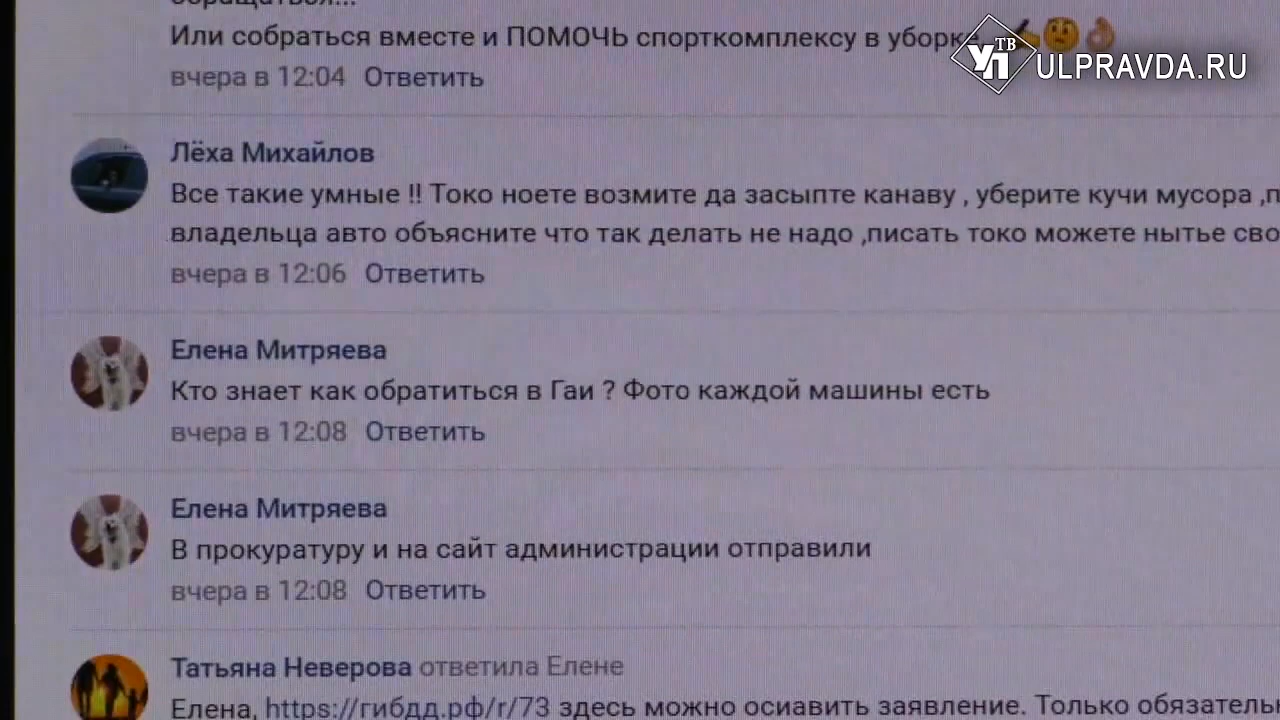 обращаться...
Или собраться вместе и ПОМОЧЬ спорткомплексу в уборке
вчера в 12:04 Ответить
УП ТВ ULPRAVDA.RU
Лёха Михайлов
Все такие умные !! Токо ноете возмите да засыпте канаву , уберите кучи мусора ,п
владельца авто объясните что так делать не надо ,писать токо можете нытье сво
вчера в 12:06 Ответить
Елена Митряева
Кто знает как обратиться в Гаи ? Фото каждой машины есть
вчера в 12:08 Ответить
Елена Митряева
В прокуратуру и на сайт администрации отправили
вчера в 12:08 Ответить
Татьяна Неверова ответила Елене
Елена, https://гибдд.рф/r/73 здесь можно осиавить заявление. Только обязатель